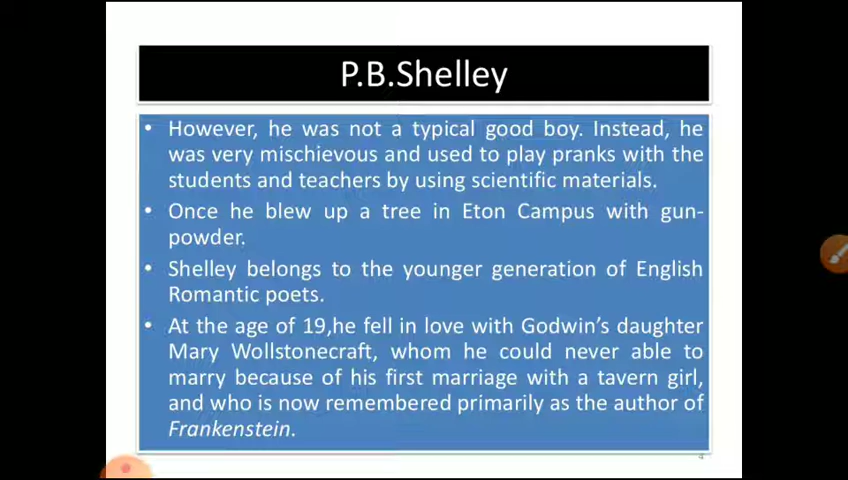 P.B.Shelley
• However, he was not a typical good boy. Instead, he
was very mischievous and used to play pranks with the
students and teachers by using scientific materials.
• Once he blew up a tree in Eton Campus with gun-
powder.
• Shelley belongs to the younger generation of English
Romantic poets.
• At the age of 19,he fell in love with Godwin's daughter
Mary Wollstonecraft, whom he could never able to
marry because of his first marriage with a tavern girl,
and who is now remembered primarily as the author of
Frankenstein.
4